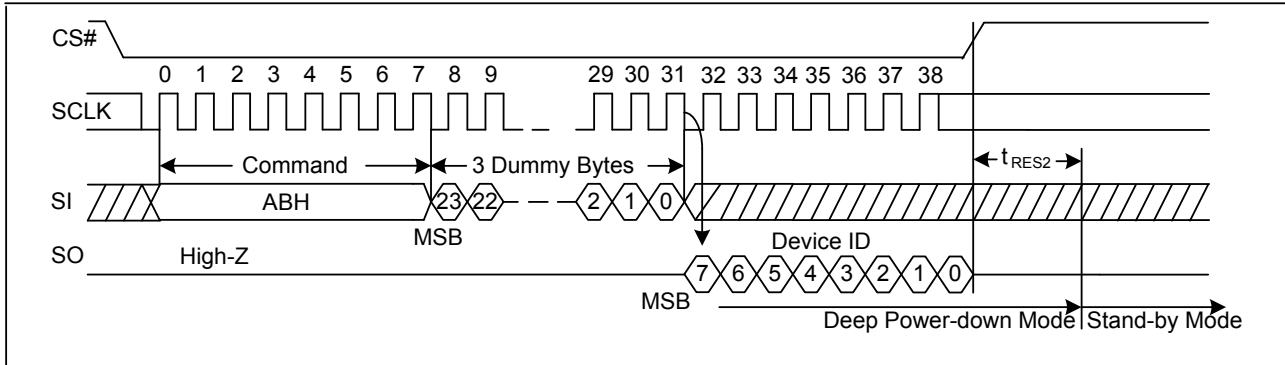 CS#
0 1 2 3 4 5 6 7 8 9 29 30 31 32 33 34 35 36 37 38
SCLK
Command 3 Dummy Bytes tRES2
SI ABH 23 22 2 1 0
MSB
SO High-Z Device ID
7 6 5 4 3 2 1 0
MSB
Deep Power-down Mode Stand-by Mode